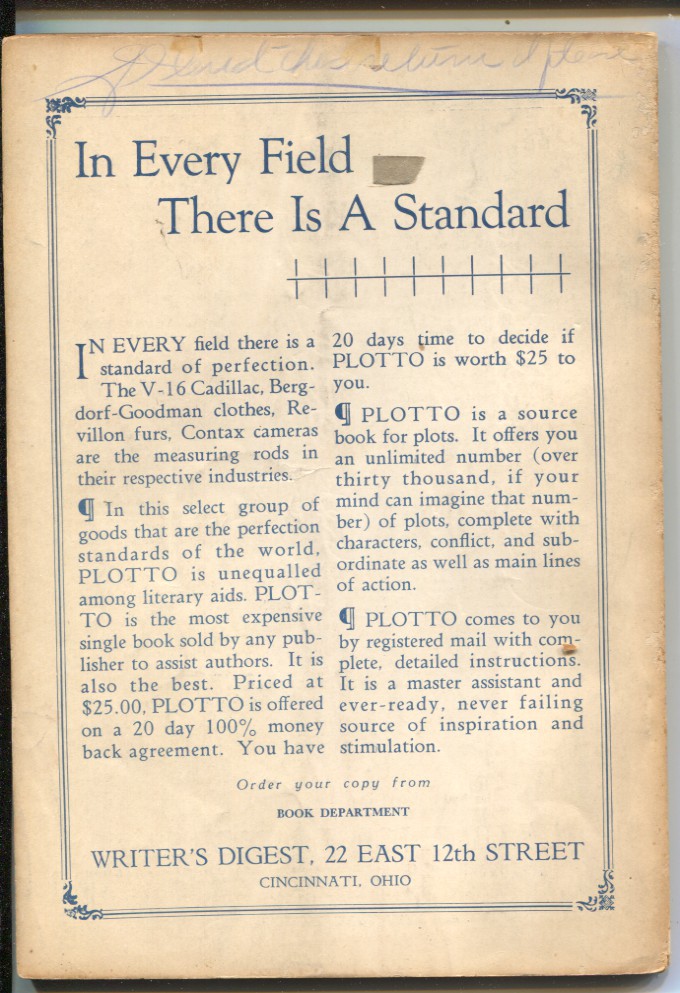 this return
In Every Field
There Is A Standard
IN EVERY field there is a
standard of perfection.
The V-16 Cadillac, Berg-
dorf-Goodman clothes, Re-
villon furs, Contax cameras
are the measuring rods in
their respective industries.
¶ In this select group of
goods that are the perfection
standards of the world,
PLOTTO is unequalled
among literary aids. PLOT-
TO is the most expensive
single book sold by any pub-
lisher to assist authors. It is
also the best. Priced at
$25.00, PLOTTO is offered
on a 20 day 100% money
back agreement. You have
20 days time to decide if
PLOTTO is worth $25 to
you.
¶ PLOTTO is a source
book for plots. It offers you
an unlimited number (over
thirty thousand, if your
mind can imagine that num-
ber) of plots, complete with
characters, conflict, and sub-
ordinate as well as main lines
of action.
¶ PLOTTO comes to you
by registered mail with com-
plete, detailed instructions.
It is a master assistant and
ever-ready, never failing
source of inspiration and
stimulation.
Order your copy from
BOOK DEPARTMENT
WRITER'S DIGEST, 22 EAST 12th STREET
CINCINNATI, OHIO